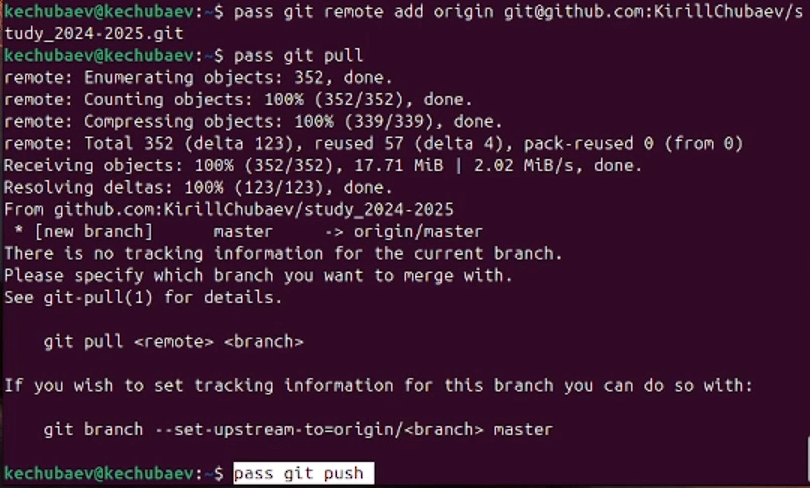 kechubaev@kechubaev:~$ pass git remote add origin git@github.com:KirillChubaev/s
tudy_2024-2025.git
kechubaev@kechubaev:~$ pass git pull
remote: Enumerating objects: 352, done.
remote: Counting objects: 100% (352/352), done.
remote: Compressing objects: 100% (339/339), done.
remote: Total 352 (delta 123), reused 57 (delta 4), pack-reused 0 (from 0)
Receiving objects: 100% (352/352), 17.71 MiB | 2.02 MiB/s, done.
Resolving deltas: 100% (123/123), done.
From github.com:KirillChubaev/study_2024-2025
 * [new branch]      master     -> origin/master
There is no tracking information for the current branch.
Please specify which branch you want to merge with.
See git-pull(1) for details.

    git pull <remote> <branch>

If you wish to set tracking information for this branch you can do so with:

    git branch --set-upstream-to=origin/<branch> master

kechubaev@kechubaev:~$ pass git push